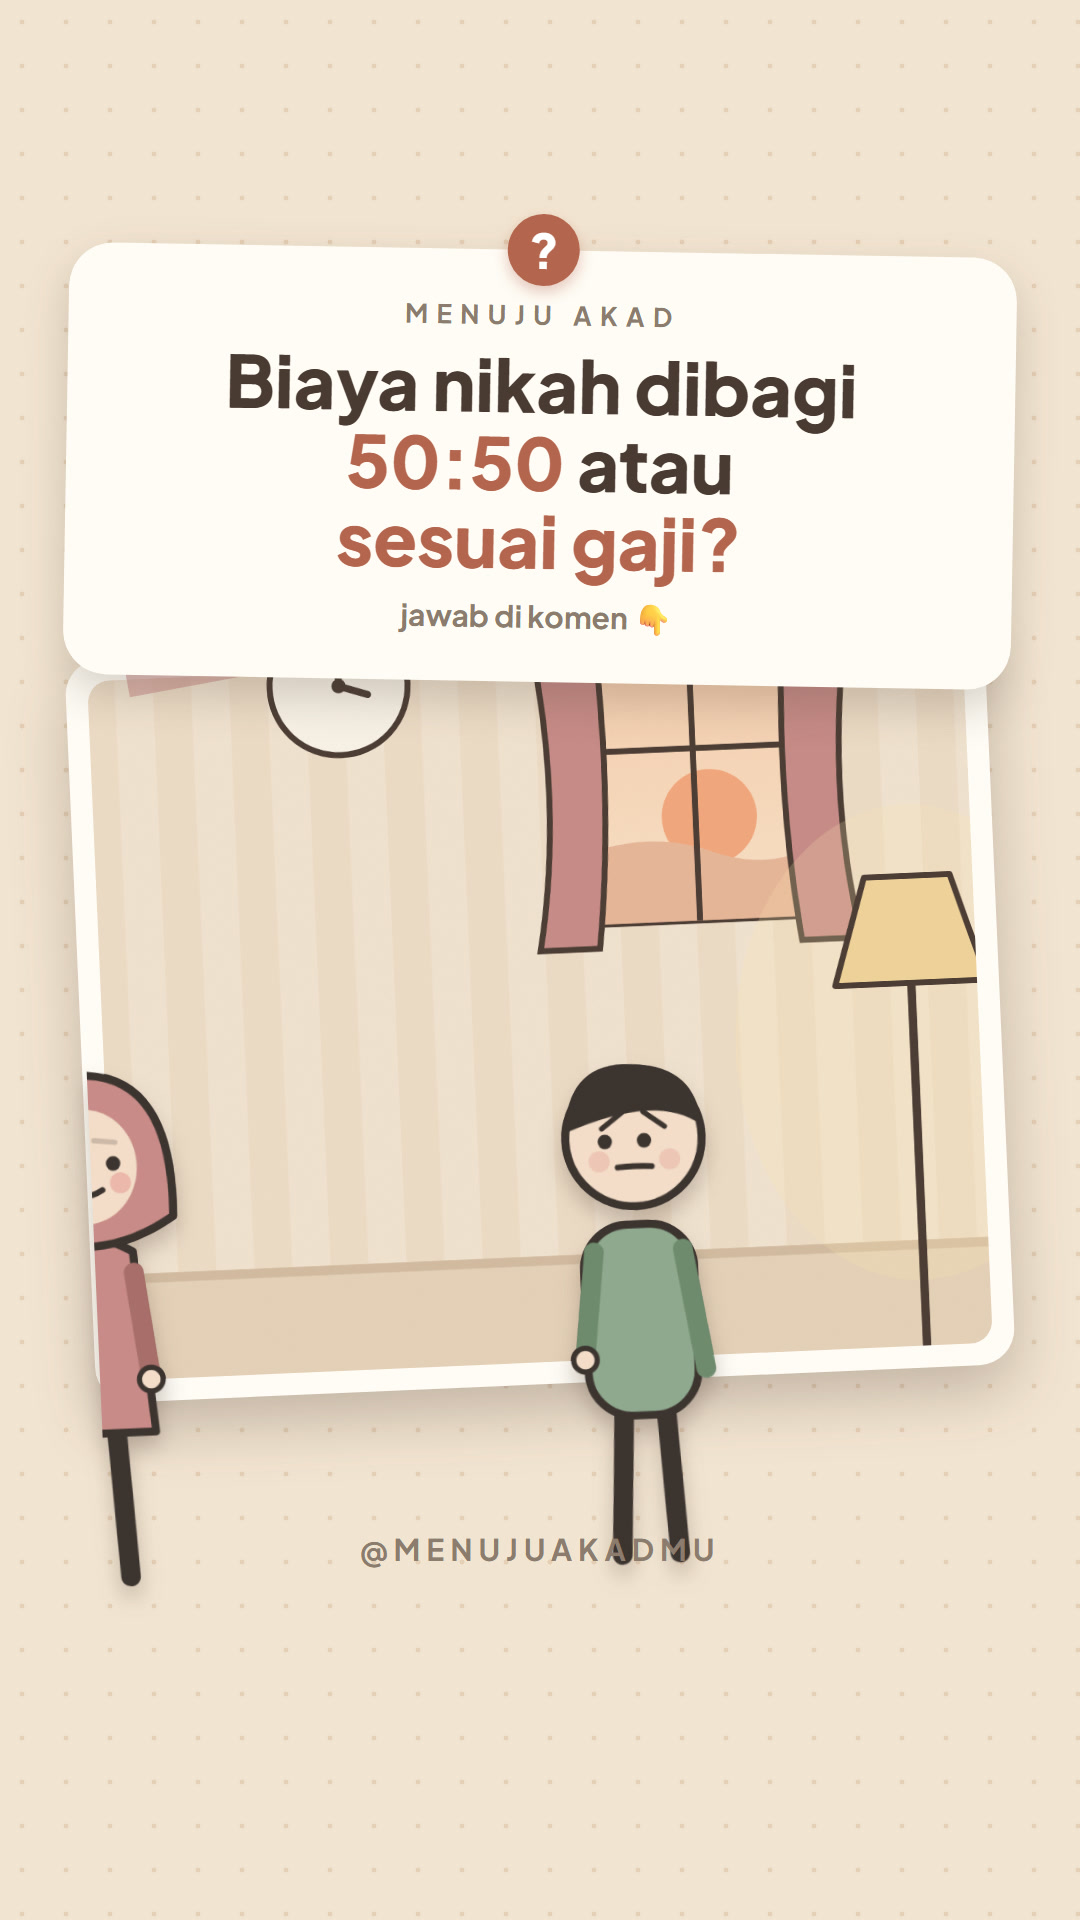 ?
MENUJU AKAD
Biaya nikah dibagi
50:50 atau
sesuai gaji?
jawab di komen 👇
@MENUJUAKADMU